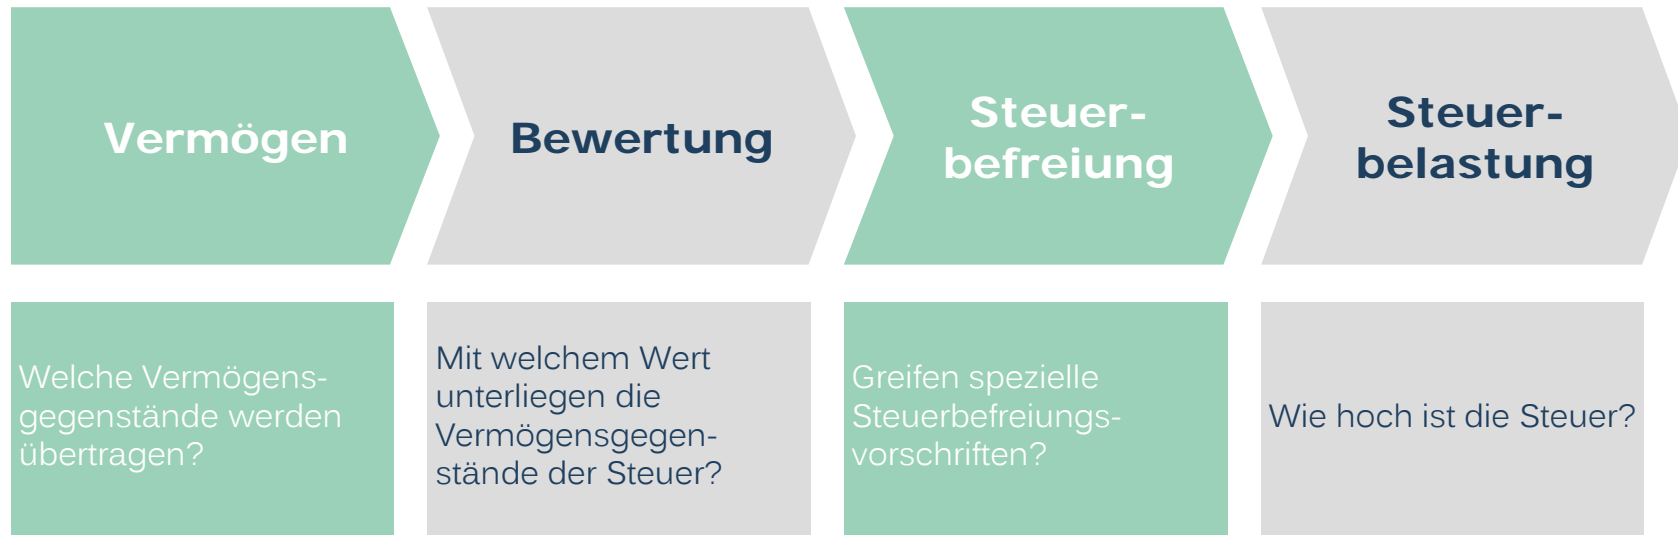 Vermögen
Bewertung
Steuer-
befreiung
Steuer-
belastung
Welche Vermögens-
gegenstände werden
übertragen?
Mit welchem Wert
unterliegen die
Vermögensgegen-
stände der Steuer?
Greifen spezielle
Steuerbefreiungs-
vorschriften?
Wie hoch ist die Steuer?